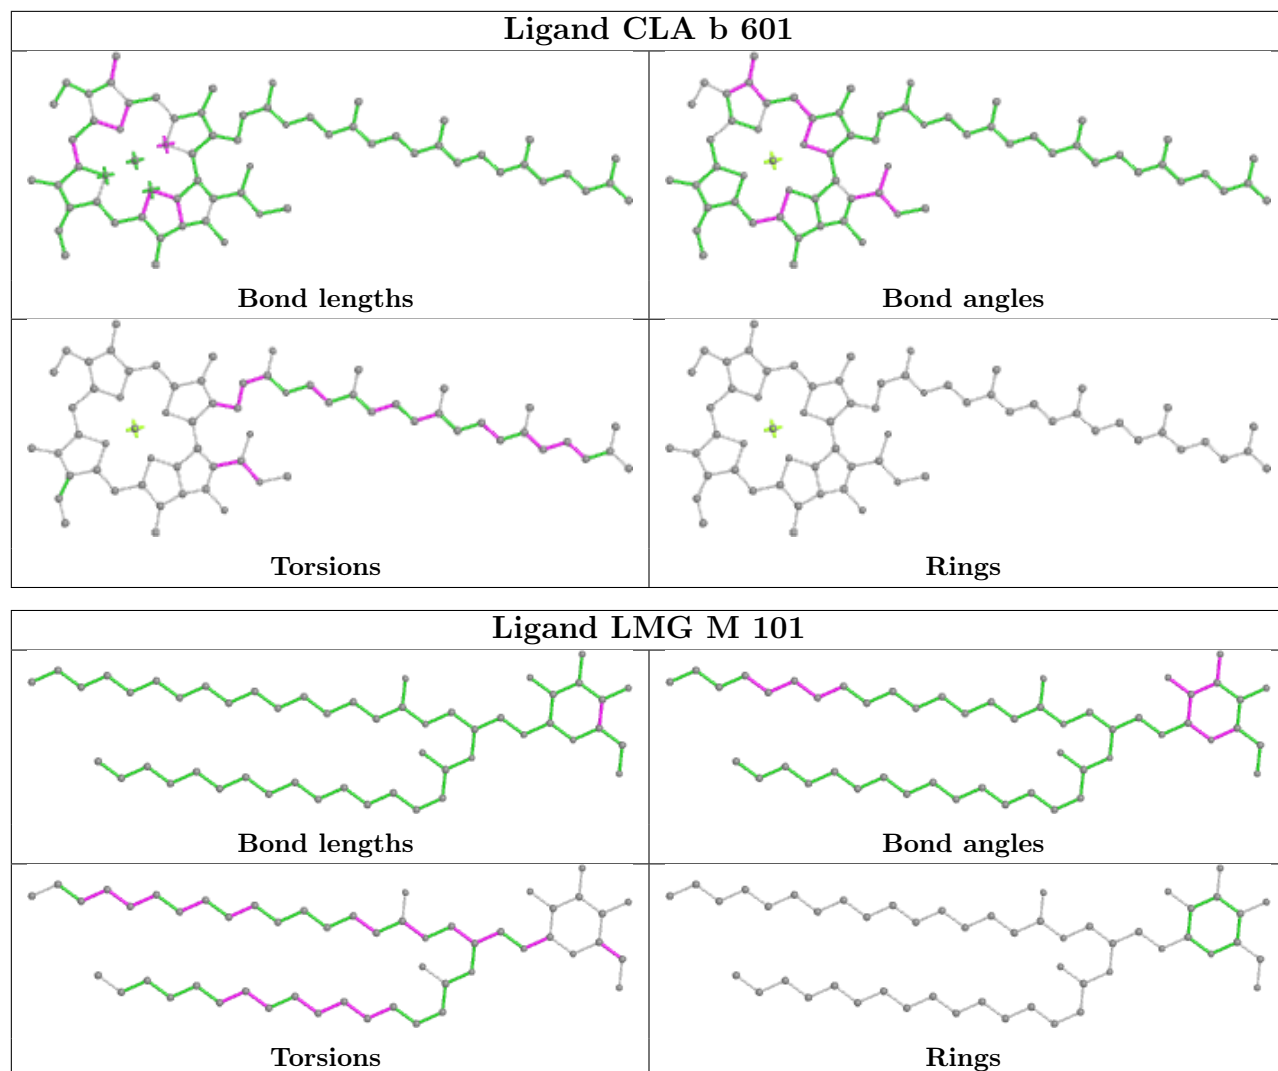 Ligand CLA b 601
Bond lengths
Bond angles
Torsions
Rings
Ligand LMG M 101
Bond lengths
Bond angles
Torsions
Rings